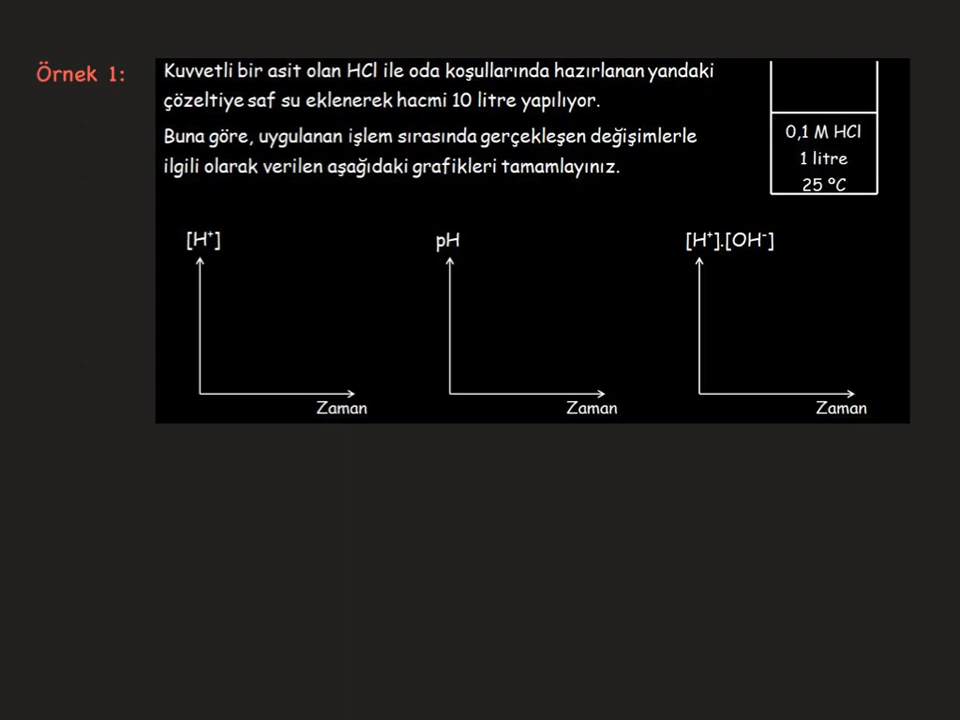 Örnek 1:
Kuvvetli bir asit olan HCl ile oda koşullarında hazırlanan yandaki
çözeltiye saf su eklenerek hacmi 10 litre yapılıyor.
Buna göre, uygulanan işlem sırasında gerçekleşen değişimlerle
ilgili olarak verilen aşağıdaki grafikleri tamamlayınız.
0,1 M HCl
1 litre
25 ºC
[H⁺]
pH
[H⁺].[OH⁻]
Zaman
Zaman
Zaman